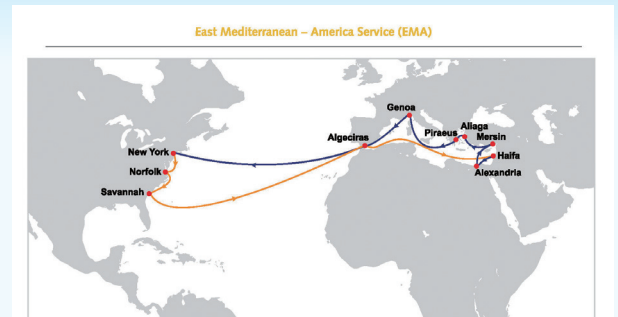 East Mediterranean – America Service (EMA)
Genoa
Algeciras
Piraeus
Aliaga
Mersin
New York
Haifa
Norfolk
Alexandria
Savannah